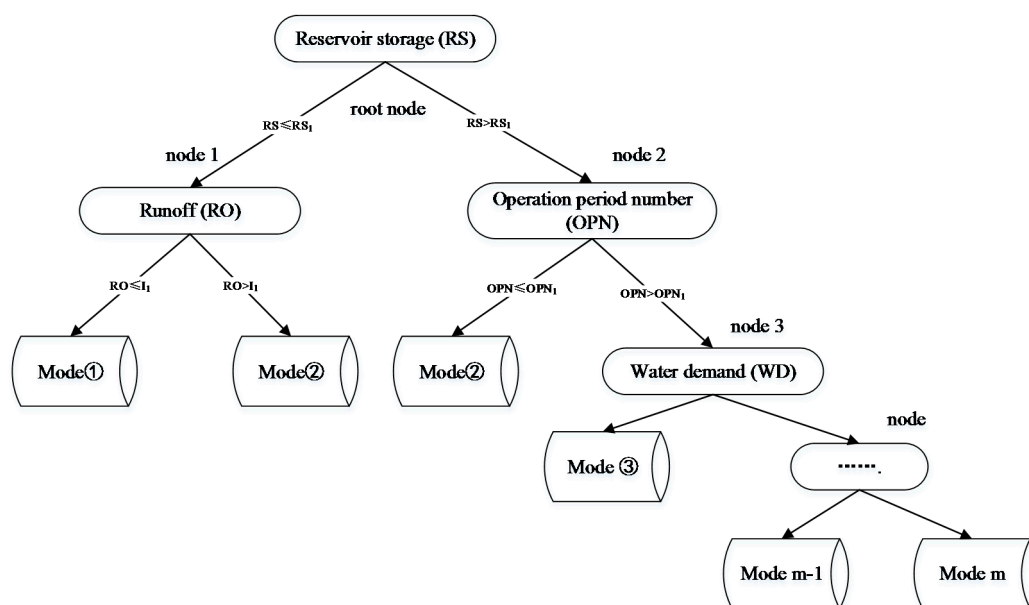 Reservoir storage (RS)
root node
RS≤RS₁
RS>RS₁
node 1
node 2
Runoff (RO)
Operation period number
(OPN)
RO≤I₁
RO>I₁
OPN≤OPN₁
OPN>OPN₁
node 3
Mode①
Mode②
Mode②
Water demand (WD)
node
Mode ③
.......
Mode m-1
Mode m